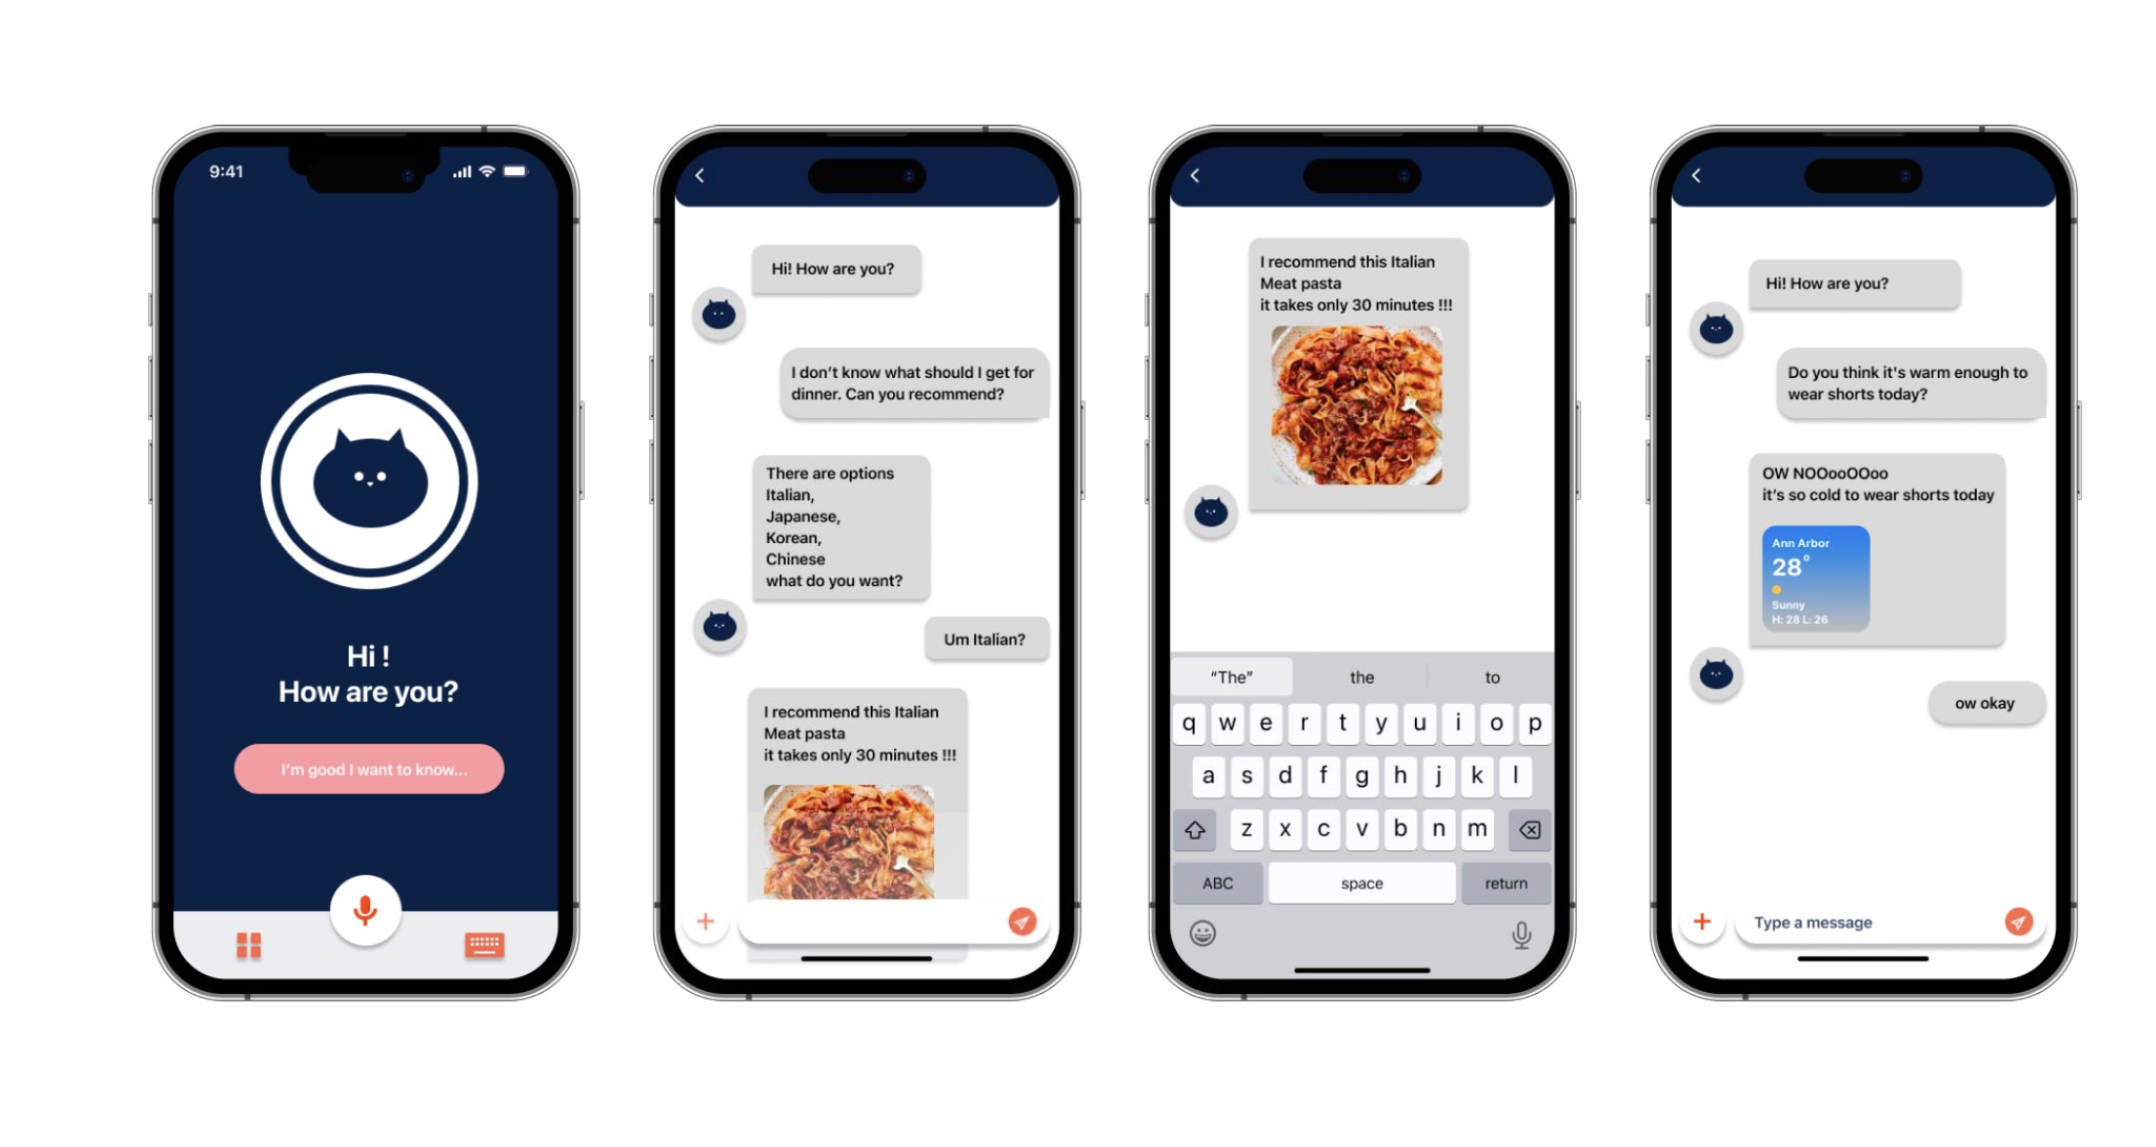 9:41
Hi !
How are you?
I'm good I want to know...
Hi! How are you?
I don't know what should I get for
dinner. Can you recommend?
There are options
Italian,
Japanese,
Korean,
Chinese
what do you want?
Um Italian?
I recommend this Italian
Meat pasta
it takes only 30 minutes !!!
I recommend this Italian
Meat pasta
it takes only 30 minutes !!!
“The” the to
q w e r t y u i o p
a s d f g h j k l
z x c v b n m
ABC space return
Hi! How are you?
Do you think it's warm enough to
wear shorts today?
OW NOOooOOoo
it's so cold to wear shorts today
Ann Arbor
28°
Sunny
H: 28 L: 26
ow okay
Type a message